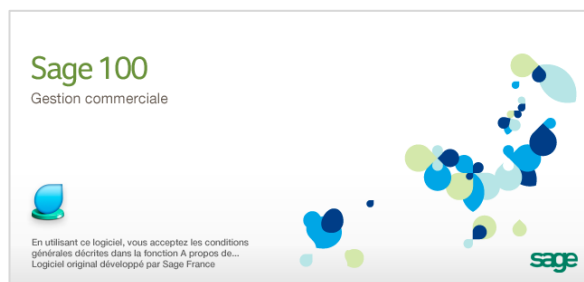 Sage 100
Gestion commerciale
En utilisant ce logiciel, vous acceptez les conditions
générales décrites dans la fonction A propos de...
Logiciel original développé par Sage France
sage